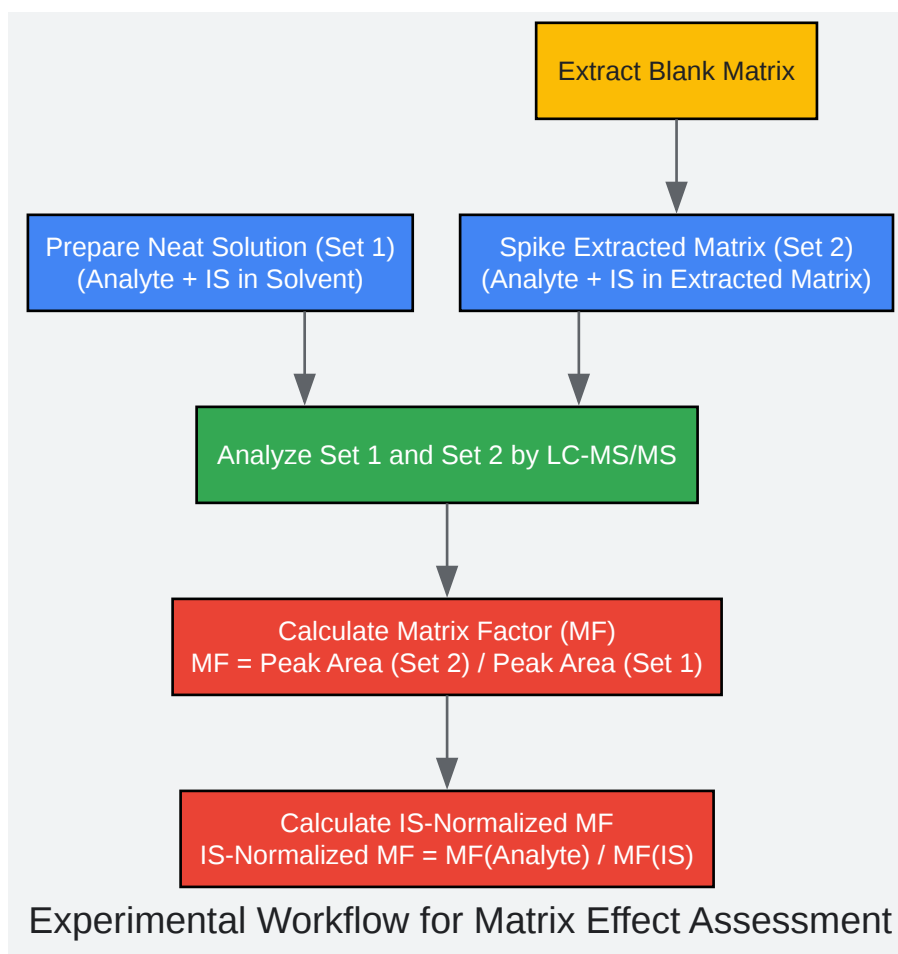 Extract Blank Matrix
Prepare Neat Solution (Set 1)
(Analyte + IS in Solvent)
Spike Extracted Matrix (Set 2)
(Analyte + IS in Extracted Matrix)
Analyze Set 1 and Set 2 by LC-MS/MS
Calculate Matrix Factor (MF)
MF = Peak Area (Set 2) / Peak Area (Set 1)
Calculate IS-Normalized MF
IS-Normalized MF = MF(Analyte) / MF(IS)
Experimental Workflow for Matrix Effect Assessment